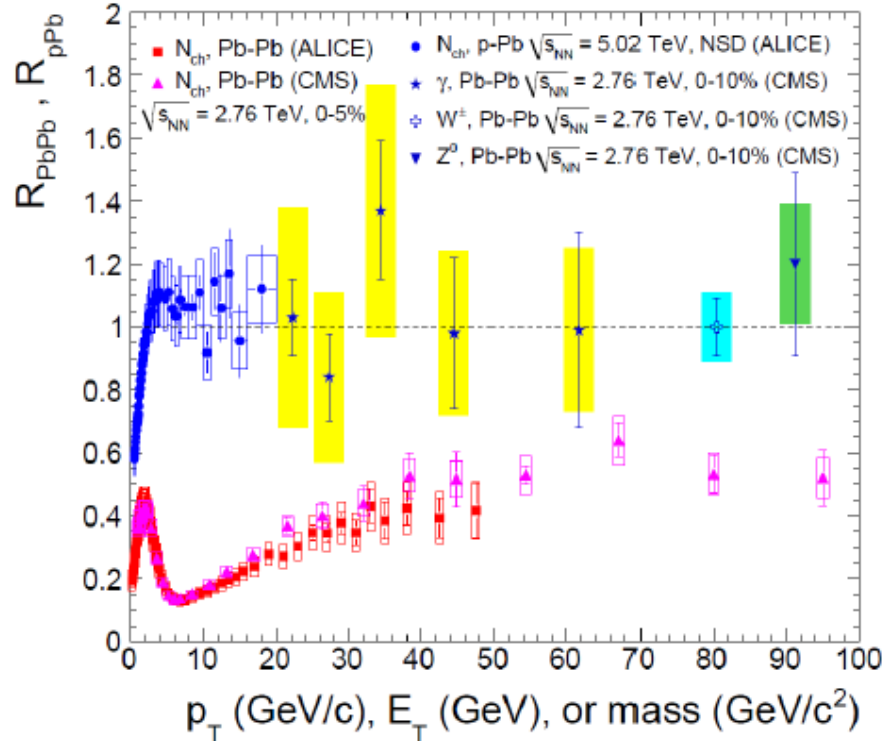 R_PbPb , R_pPb
N_ch, Pb-Pb (ALICE)
N_ch, Pb-Pb (CMS)
√s_NN = 2.76 TeV, 0-5%
N_ch, p-Pb √s_NN = 5.02 TeV, NSD (ALICE)
γ, Pb-Pb √s_NN = 2.76 TeV, 0-10% (CMS)
W^±, Pb-Pb √s_NN = 2.76 TeV, 0-10% (CMS)
Z^0, Pb-Pb √s_NN = 2.76 TeV, 0-10% (CMS)
2
1.8
1.6
1.4
1.2
1
0.8
0.6
0.4
0.2
0
0 10 20 30 40 50 60 70 80 90 100
p_T (GeV/c), E_T (GeV), or mass (GeV/c^2)